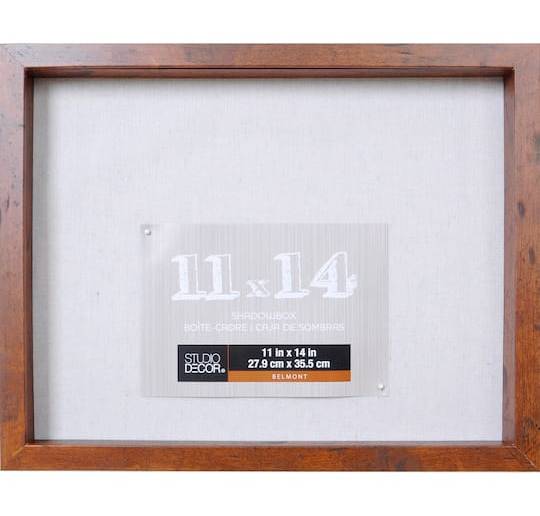 11x14
SHADOWBOX
BOÎTE-CADRE | CAJA DE SOMBRAS
STUDIO
DECOR®
11 in x 14 in
27.9 cm x 35.5 cm
BELMONT